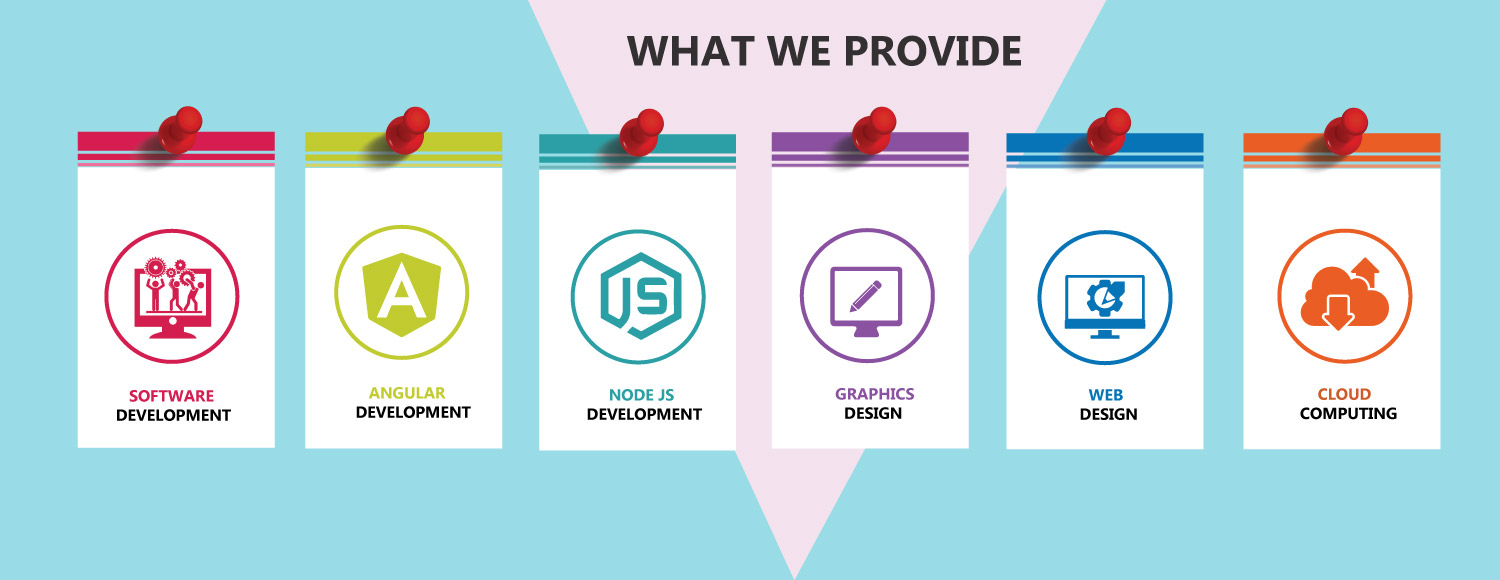 WHAT WE PROVIDE
SOFTWARE
DEVELOPMENT
A
ANGULAR
DEVELOPMENT
JS
NODE JS
DEVELOPMENT
GRAPHICS
DESIGN
WEB
DESIGN
CLOUD
COMPUTING